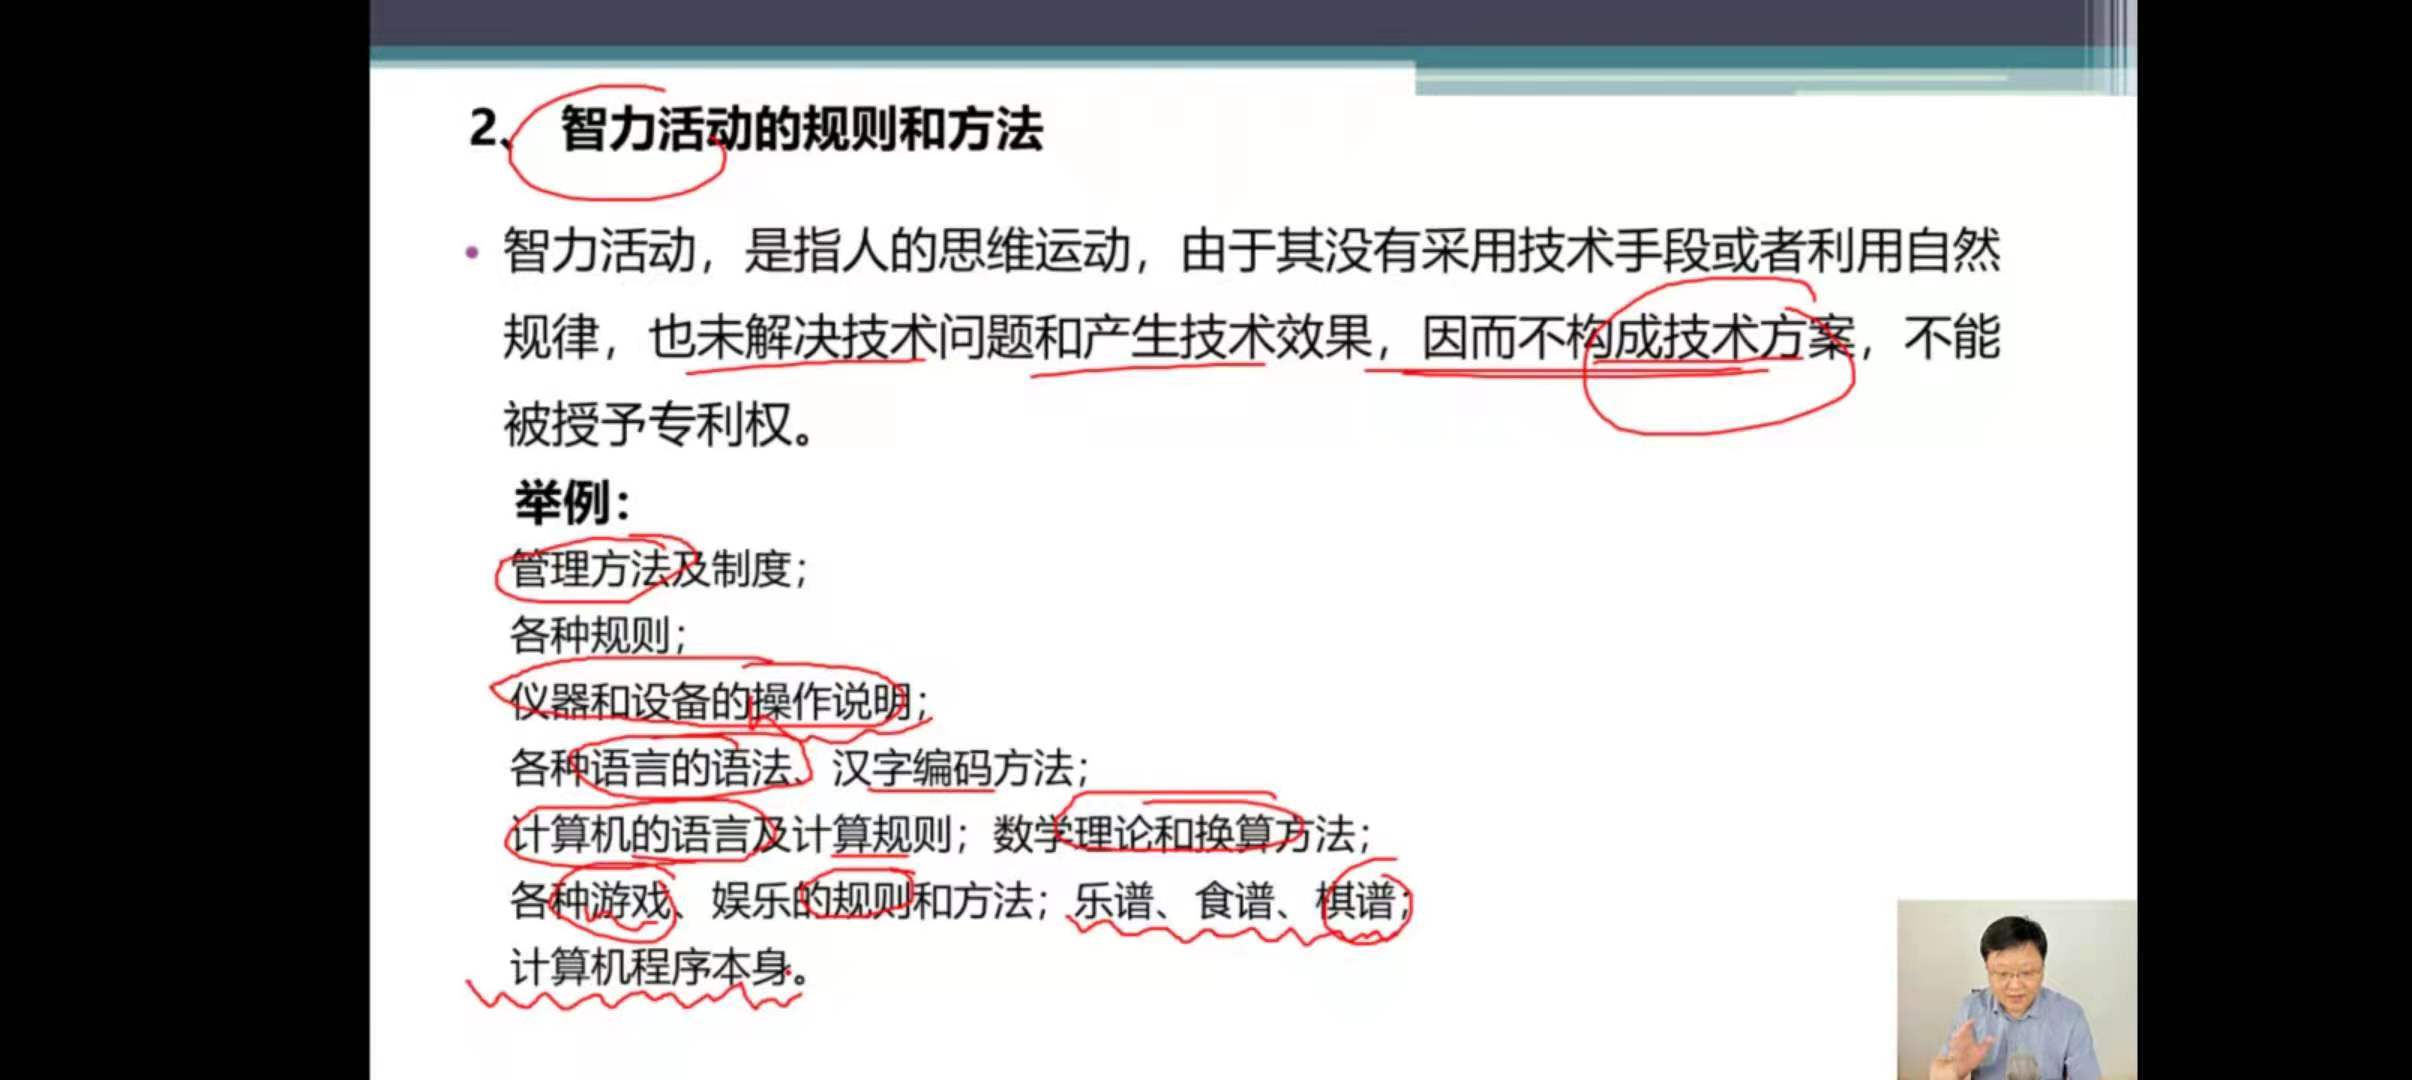 2、 智力活动的规则和方法
• 智力活动，是指人的思维运动，由于其没有采用技术手段或者利用自然
规律，也未解决技术问题和产生技术效果，因而不构成技术方案，不能
被授予专利权。
举例：
管理方法及制度；
各种规则；
仪器和设备的操作说明；
各种语言的语法、汉字编码方法；
计算机的语言及计算规则；数学理论和换算方法；
各种游戏、娱乐的规则和方法；乐谱、食谱、棋谱；
计算机程序本身。